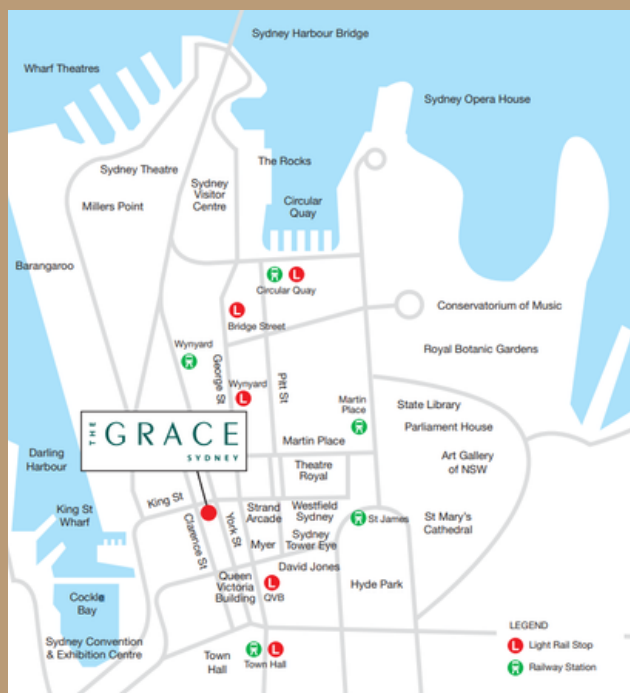 Sydney Harbour Bridge
Wharf Theatres
Sydney Opera House
The Rocks
Sydney Theatre
Sydney
Visitor
Centre
Millers Point
Circular
Quay
Barangaroo
Circular Quay
Conservatorium of Music
Bridge Street
Wynyard
Royal Botanic Gardens
George St
Pitt St
Wynyard
Martin
Place
State Library
Parliament House
THE GRACE
SYDNEY
Martin Place
Art Gallery
of NSW
Darling
Harbour
Theatre
Royal
King St
King St
Wharf
Clarence St
York St
Strand
Arcade
Westfield
Sydney
St James
St Mary's
Cathedral
Myer
Sydney
Tower Eye
David Jones
Queen
Victoria
Building
QVB
Hyde Park
Cockle
Bay
Sydney Convention
& Exhibition Centre
Town
Hall
Town Hall
LEGEND
L Light Rail Stop
Railway Station
L
L
L
L
L